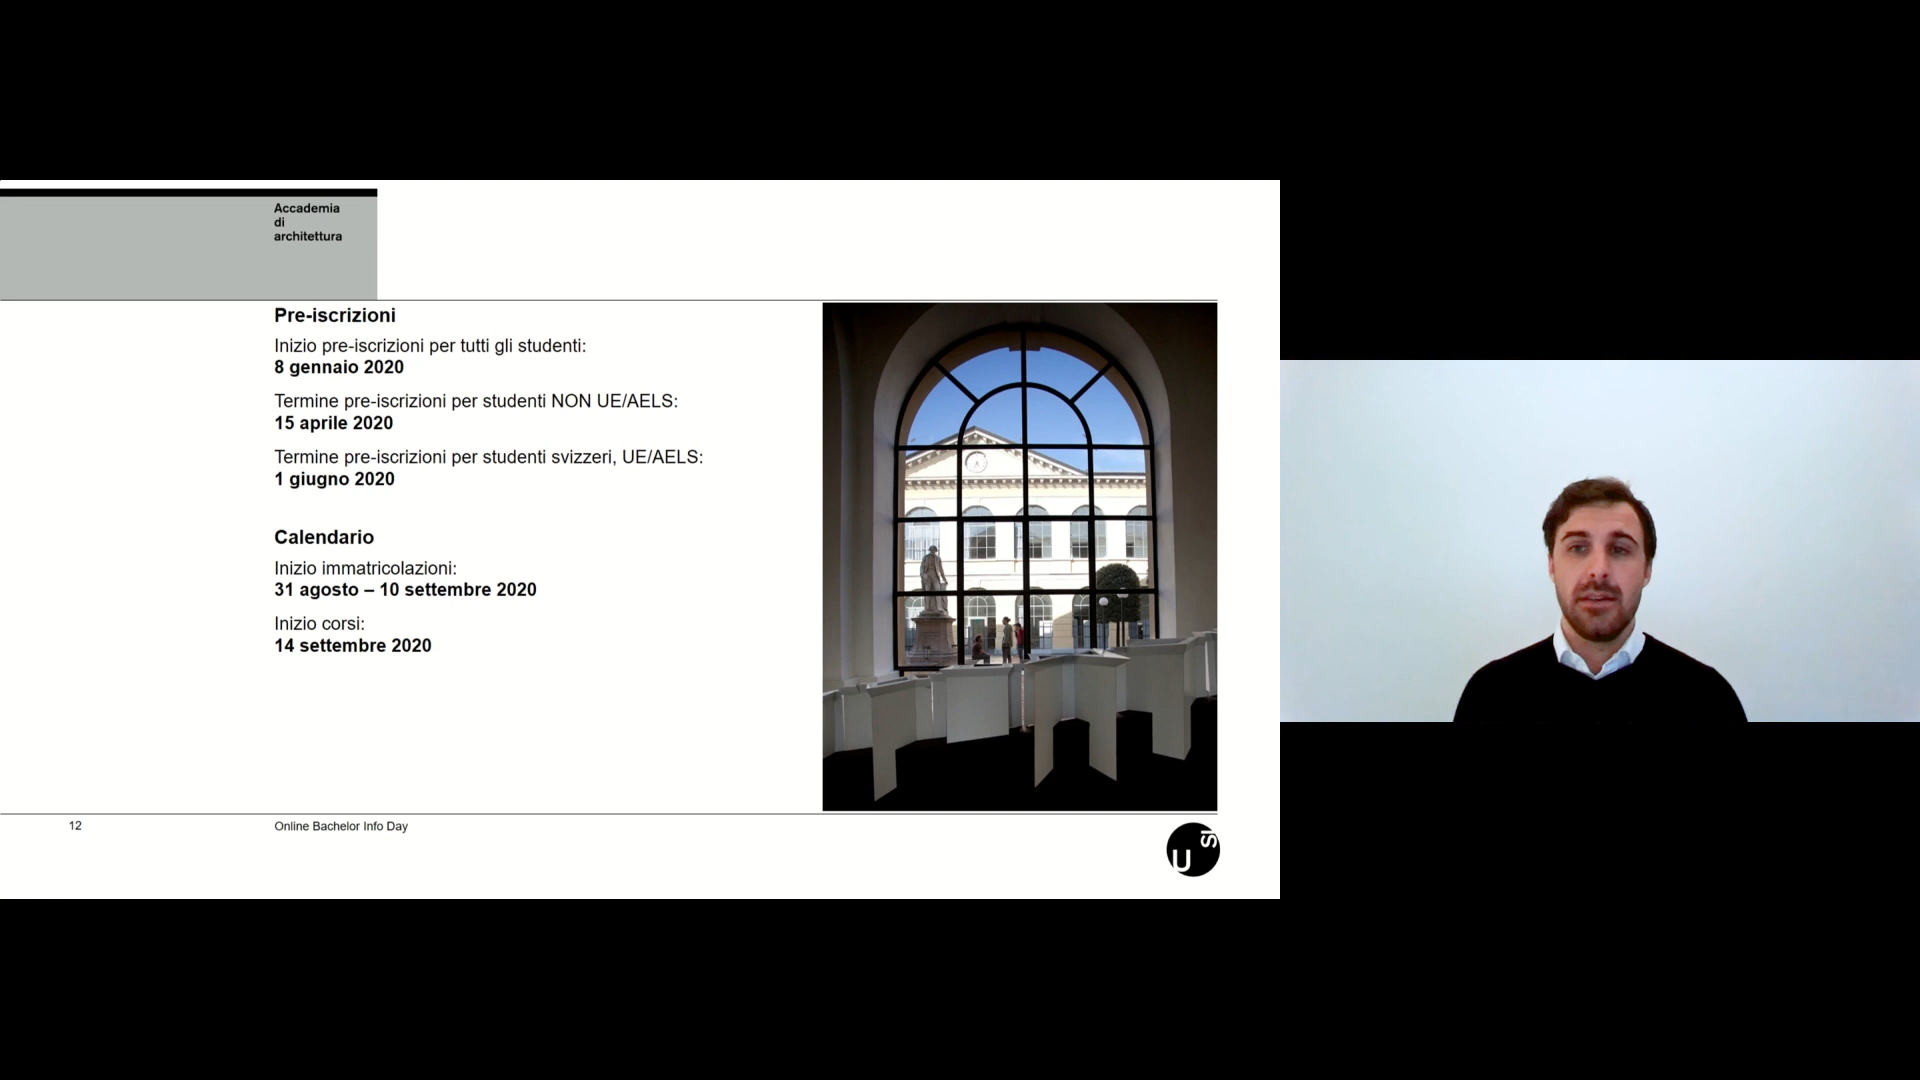 Accademia
di
architettura
Pre-iscrizioni
Inizio pre-iscrizioni per tutti gli studenti:
8 gennaio 2020
Termine pre-iscrizioni per studenti NON UE/AELS:
15 aprile 2020
Termine pre-iscrizioni per studenti svizzeri, UE/AELS:
1 giugno 2020
Calendario
Inizio immatricolazioni:
31 agosto – 10 settembre 2020
Inizio corsi:
14 settembre 2020
12
Online Bachelor Info Day
U
SI